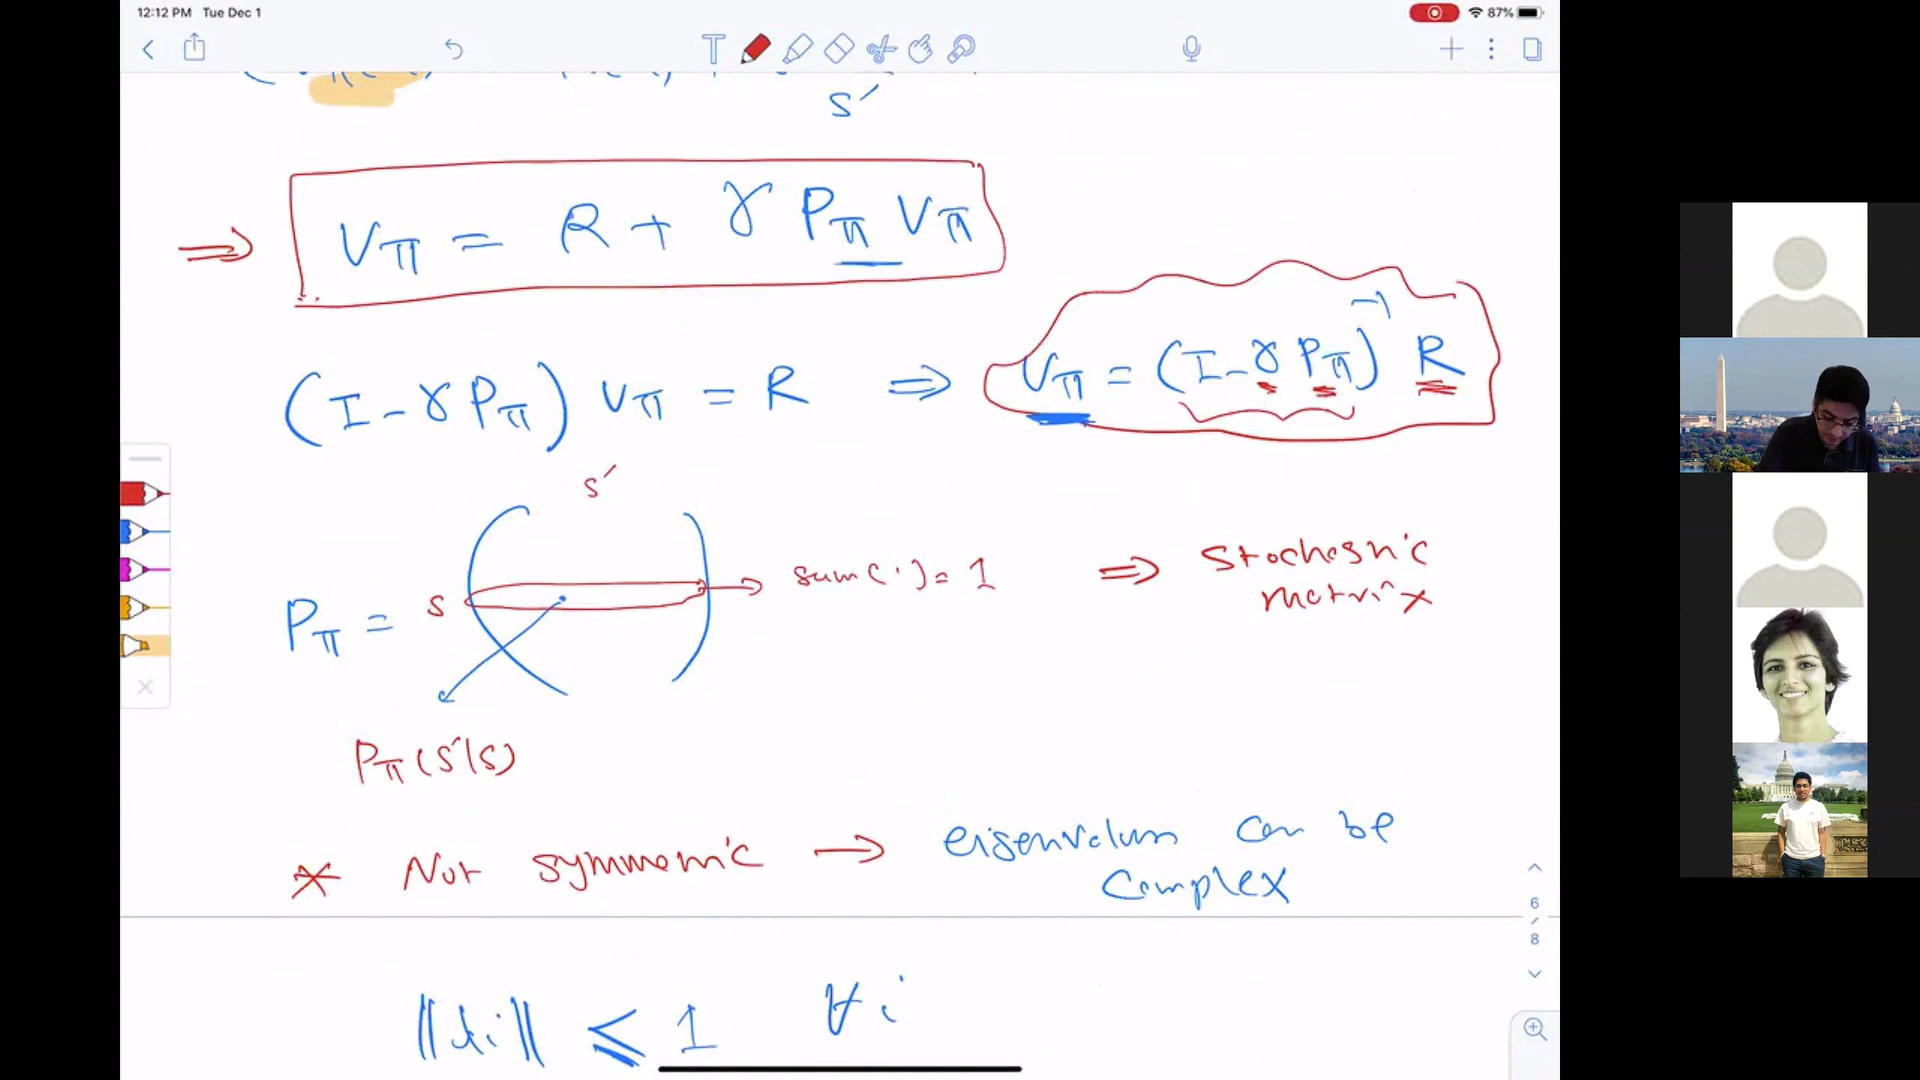 12:12 PM Tue Dec 1
87%
T
s′
⇒ V_π = R + γ P_π V_π
(I - γ P_π) V_π = R ⇒ V_π = (I - γ P_π)⁻¹ R
s′
P_π = s ( ) → sum(·) = 1 ⇒ Stochastic
matrix
P_π(s′|s)
* Not symmetric → eigenvalues can be
complex
6
/
8
||λi|| ≤ 1 ∀i